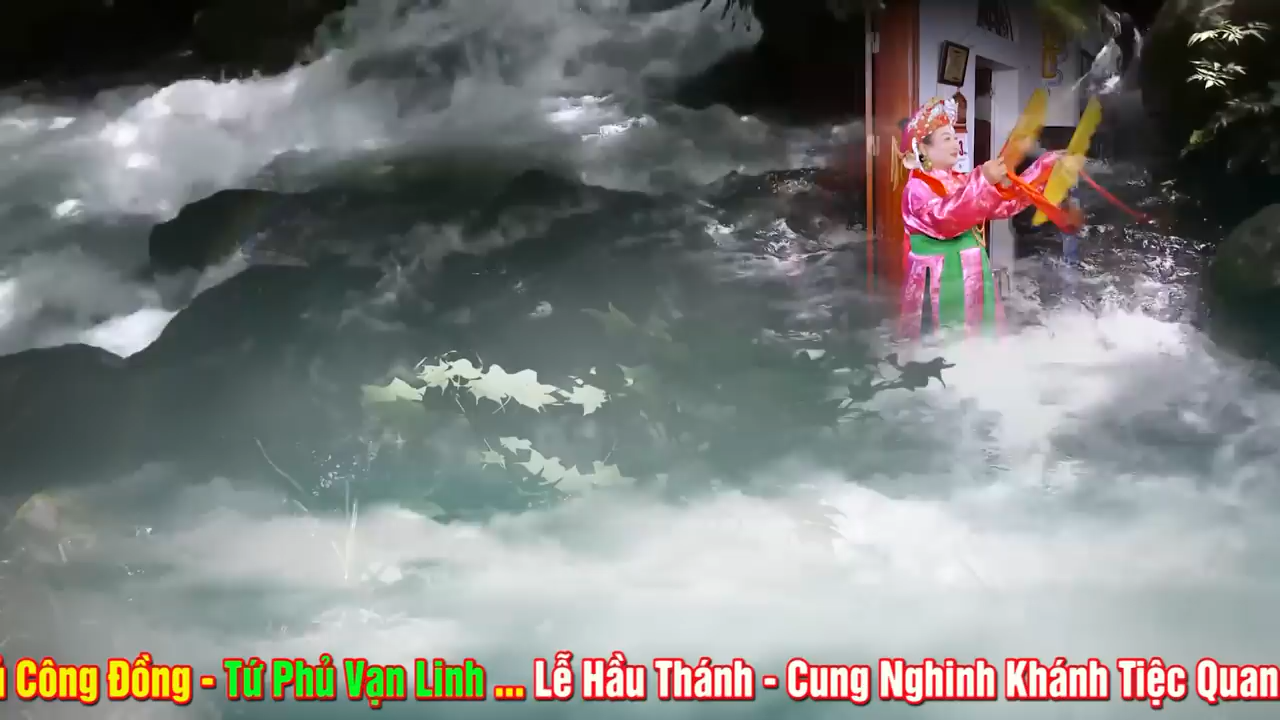 Công Đồng - Tứ Phủ Vạn Linh ... Lễ Hầu Thánh - Cung Nghinh Khánh Tiệc Quan